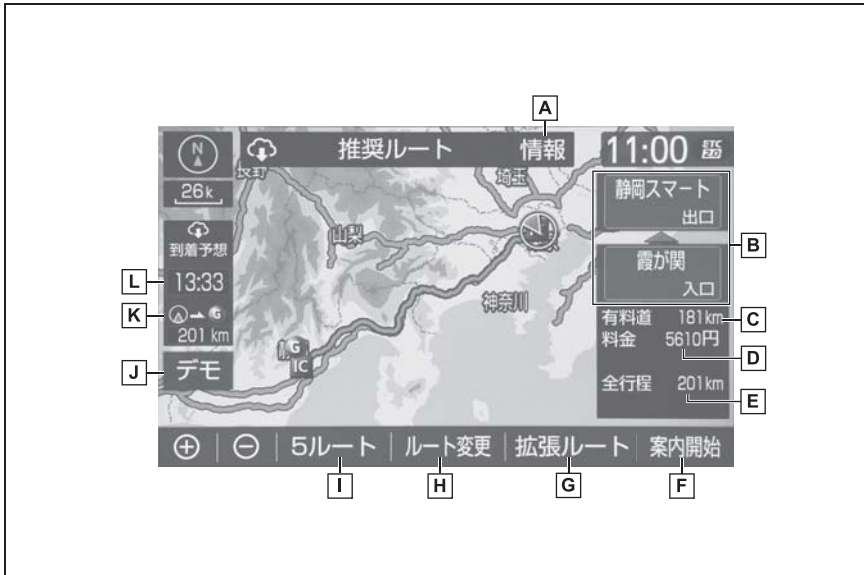 A
N
推奨ルート 情報
11:00 ETC 2.0
26k
長野
埼玉
静岡スマート
出口
到着予想
山梨
B
霞が関
入口
L
13:33
神奈川
K
G
201 km
有料道 181km
C
料金 5610円
D
G
IC
J
デモ
全行程 201km
E
⊕ ⊖ 5ルート ルート変更 拡張ルート 案内開始
I
H
G
F